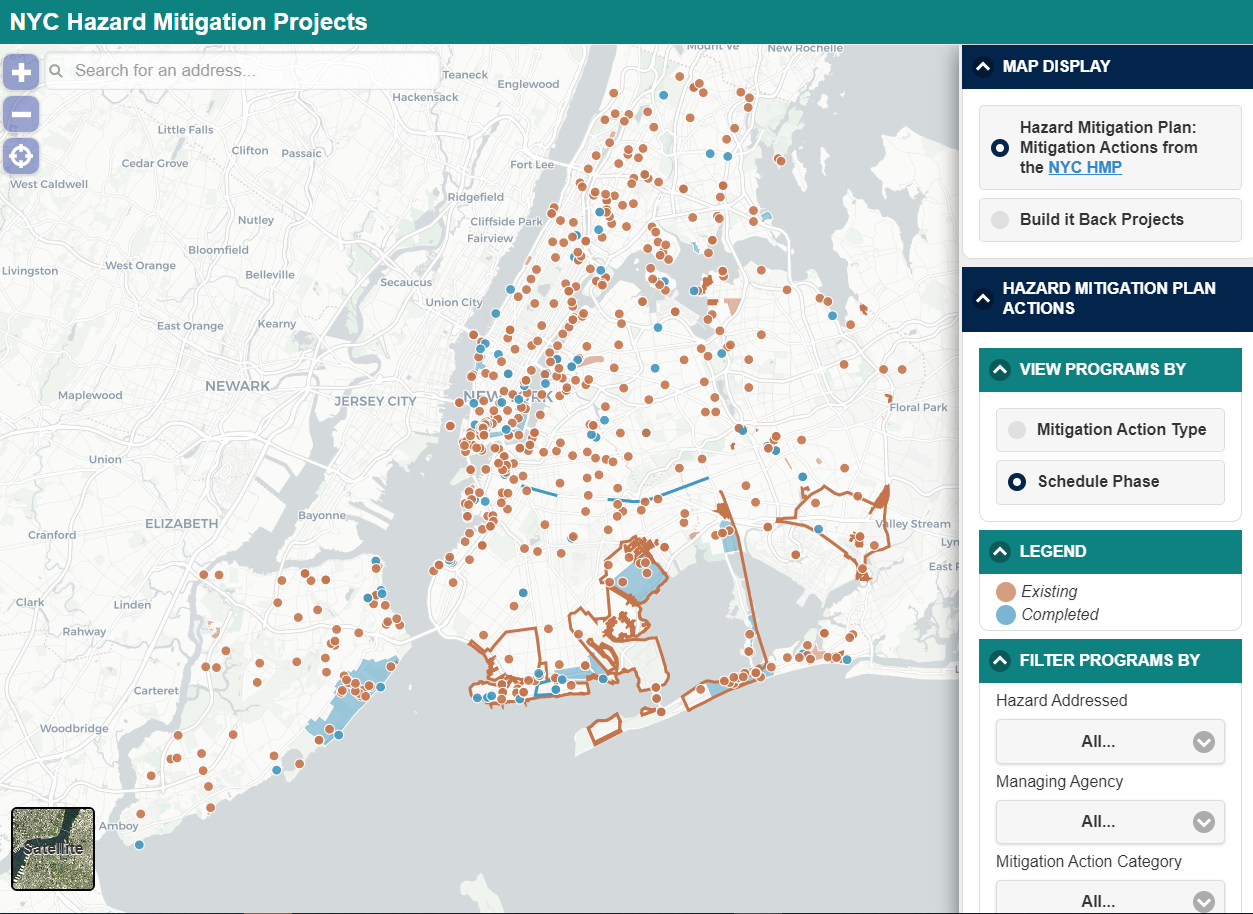 NYC Hazard Mitigation Projects
Search for an address...
Mount Ve
New Rochelle
Teaneck
Englewood
Hackensack
Little Falls
Clifton
Passaic
Cedar Grove
Fort Lee
West Caldwell
Ridgefield
Nutley
Cliffside Park
Fairview
Bloomfield
West Orange
Livingston
Belleville
Secaucus
Union City
East Orange
Kearny
NEWARK
Maplewood
JERSEY CITY
NEW YORK
Floral Park
Union
Bayonne
ELIZABETH
Valley Stream
Cranford
Lyn
East R
Clark
Linden
Rahway
Carteret
Woodbridge
L
Amboy
Satellite
MAP DISPLAY
Hazard Mitigation Plan:
Mitigation Actions from
the NYC HMP
Build it Back Projects
HAZARD MITIGATION PLAN
ACTIONS
VIEW PROGRAMS BY
Mitigation Action Type
Schedule Phase
LEGEND
Existing
Completed
FILTER PROGRAMS BY
Hazard Addressed
All...
Managing Agency
All...
Mitigation Action Category
All...